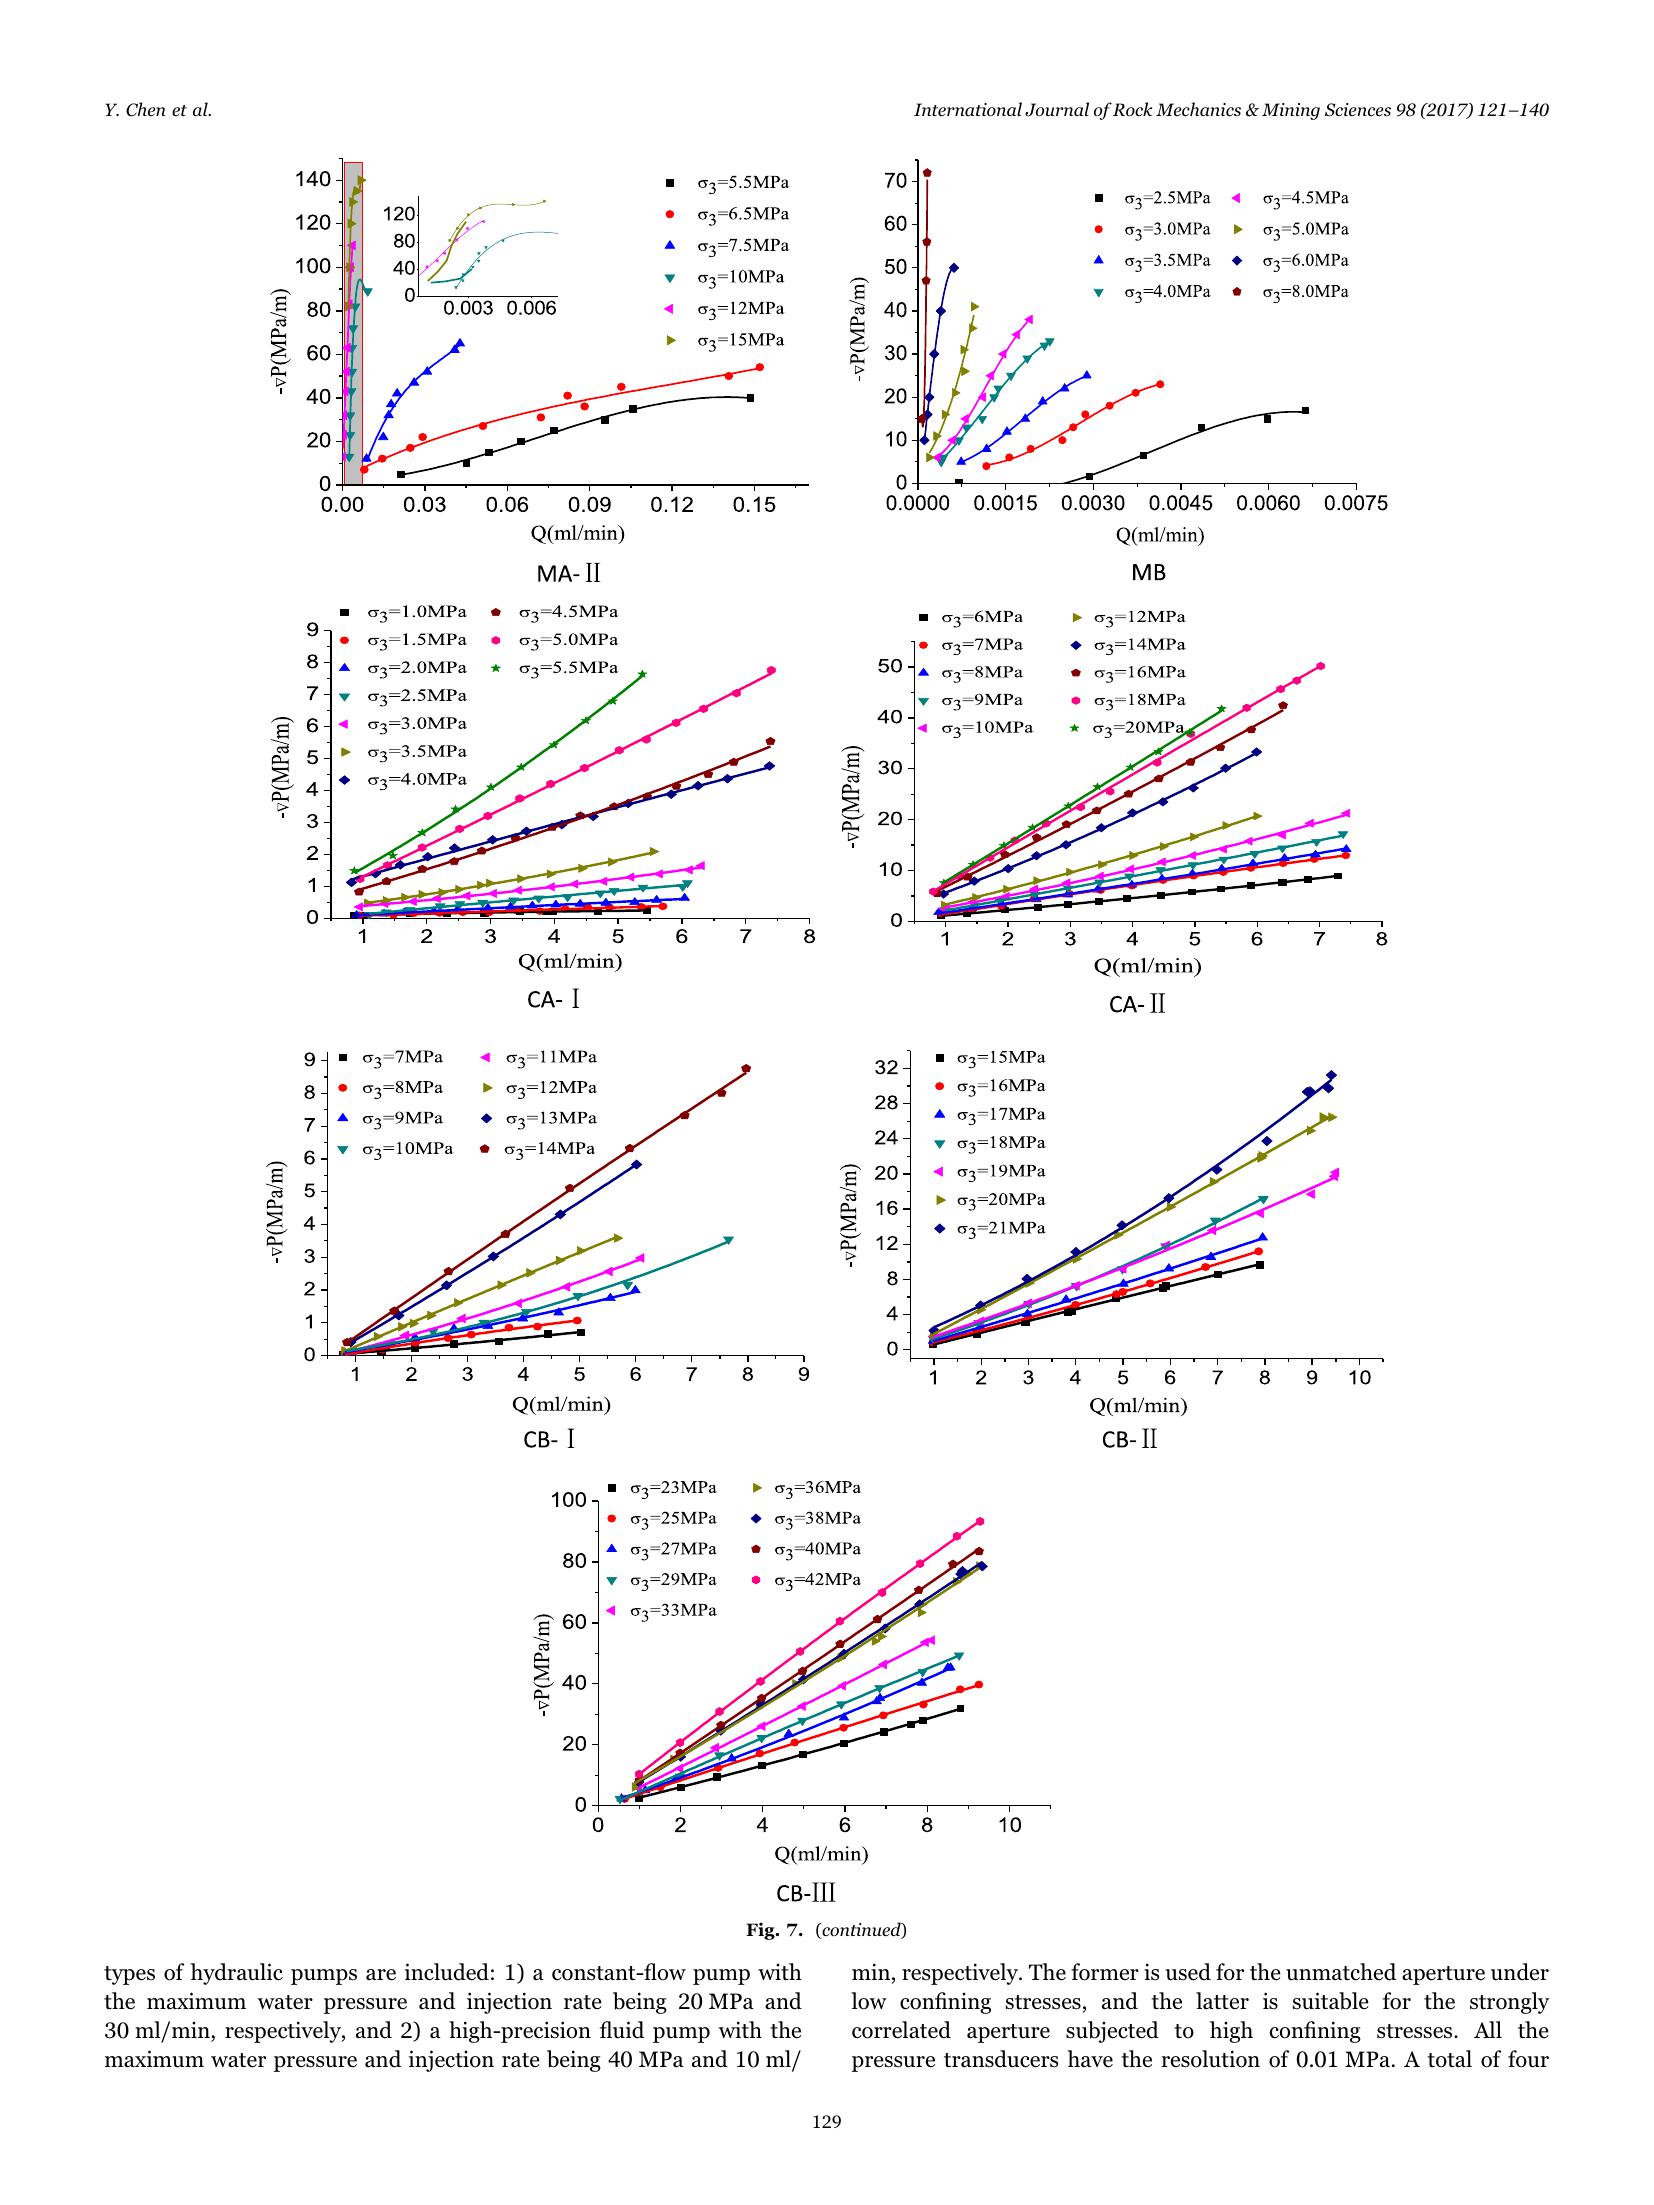 Y. Chen et al.
International Journal of Rock Mechanics & Mining Sciences 98 (2017) 121–140
140
120
100
80
60
40
20
0
0.00 0.03 0.06 0.09 0.12 0.15
-∇P(MPa/m)
Q(ml/min)
120
80
40
0
0.003 0.006
σ3=5.5MPa
σ3=6.5MPa
σ3=7.5MPa
σ3=10MPa
σ3=12MPa
σ3=15MPa
MA-Ⅱ
70
60
50
40
30
20
10
0
0.0000 0.0015 0.0030 0.0045 0.0060 0.0075
-∇P(MPa/m)
Q(ml/min)
σ3=2.5MPa σ3=4.5MPa
σ3=3.0MPa σ3=5.0MPa
σ3=3.5MPa σ3=6.0MPa
σ3=4.0MPa σ3=8.0MPa
MB
σ3=1.0MPa σ3=4.5MPa
σ3=1.5MPa σ3=5.0MPa
σ3=2.0MPa σ3=5.5MPa
σ3=2.5MPa
σ3=3.0MPa
σ3=3.5MPa
σ3=4.0MPa
9
8
7
6
5
4
3
2
1
0
1 2 3 4 5 6 7 8
-∇P(MPa/m)
Q(ml/min)
CA-Ⅰ
σ3=6MPa σ3=12MPa
σ3=7MPa σ3=14MPa
σ3=8MPa σ3=16MPa
σ3=9MPa σ3=18MPa
σ3=10MPa σ3=20MPa
50
40
30
20
10
0
1 2 3 4 5 6 7 8
-∇P(MPa/m)
Q(ml/min)
CA-Ⅱ
σ3=7MPa σ3=11MPa
σ3=8MPa σ3=12MPa
σ3=9MPa σ3=13MPa
σ3=10MPa σ3=14MPa
9
8
7
6
5
4
3
2
1
0
1 2 3 4 5 6 7 8 9
-∇P(MPa/m)
Q(ml/min)
CB-Ⅰ
σ3=15MPa
σ3=16MPa
σ3=17MPa
σ3=18MPa
σ3=19MPa
σ3=20MPa
σ3=21MPa
32
28
24
20
16
12
8
4
0
1 2 3 4 5 6 7 8 9 10
-∇P(MPa/m)
Q(ml/min)
CB-Ⅱ
σ3=23MPa σ3=36MPa
σ3=25MPa σ3=38MPa
σ3=27MPa σ3=40MPa
σ3=29MPa σ3=42MPa
σ3=33MPa
100
80
60
40
20
0
0 2 4 6 8 10
-∇P(MPa/m)
Q(ml/min)
CB-Ⅲ
Fig. 7. (continued)
types of hydraulic pumps are included: 1) a constant-flow pump with
the maximum water pressure and injection rate being 20 MPa and
30 ml/min, respectively, and 2) a high-precision fluid pump with the
maximum water pressure and injection rate being 40 MPa and 10 ml/
min, respectively. The former is used for the unmatched aperture under
low confining stresses, and the latter is suitable for the strongly
correlated aperture subjected to high confining stresses. All the
pressure transducers have the resolution of 0.01 MPa. A total of four
129